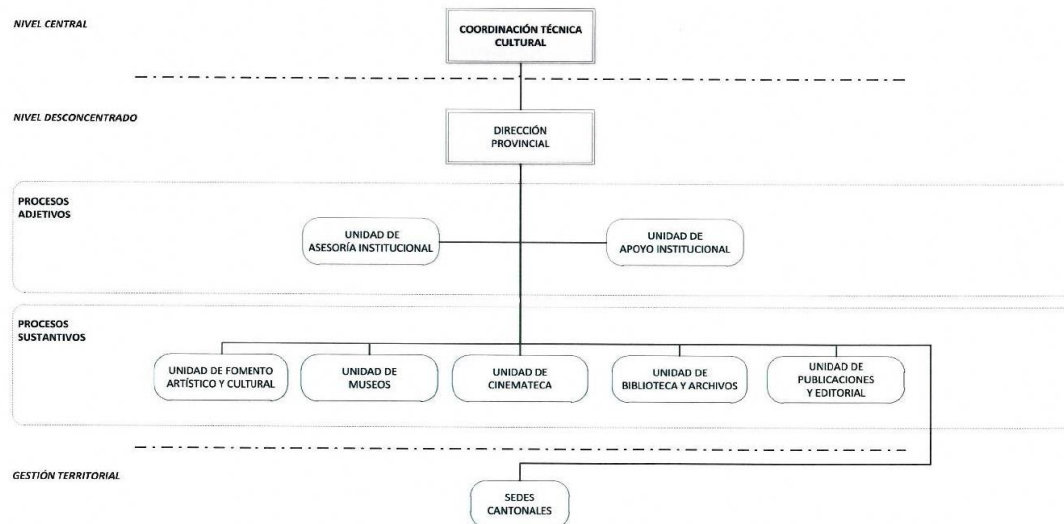 NIVEL CENTRAL
COORDINACIÓN TÉCNICA
CULTURAL
NIVEL DESCONCENTRADO
DIRECCIÓN
PROVINCIAL
PROCESOS
ADJETIVOS
UNIDAD DE
ASESORÍA INSTITUCIONAL
UNIDAD DE
APOYO INSTITUCIONAL
PROCESOS
SUSTANTIVOS
UNIDAD DE FOMENTO
ARTÍSTICO Y CULTURAL
UNIDAD DE
MUSEOS
UNIDAD DE
CINEMATECA
UNIDAD DE
BIBLIOTECA Y ARCHIVOS
UNIDAD DE
PUBLICACIONES
Y EDITORIAL
GESTIÓN TERRITORIAL
SEDES
CANTONALES